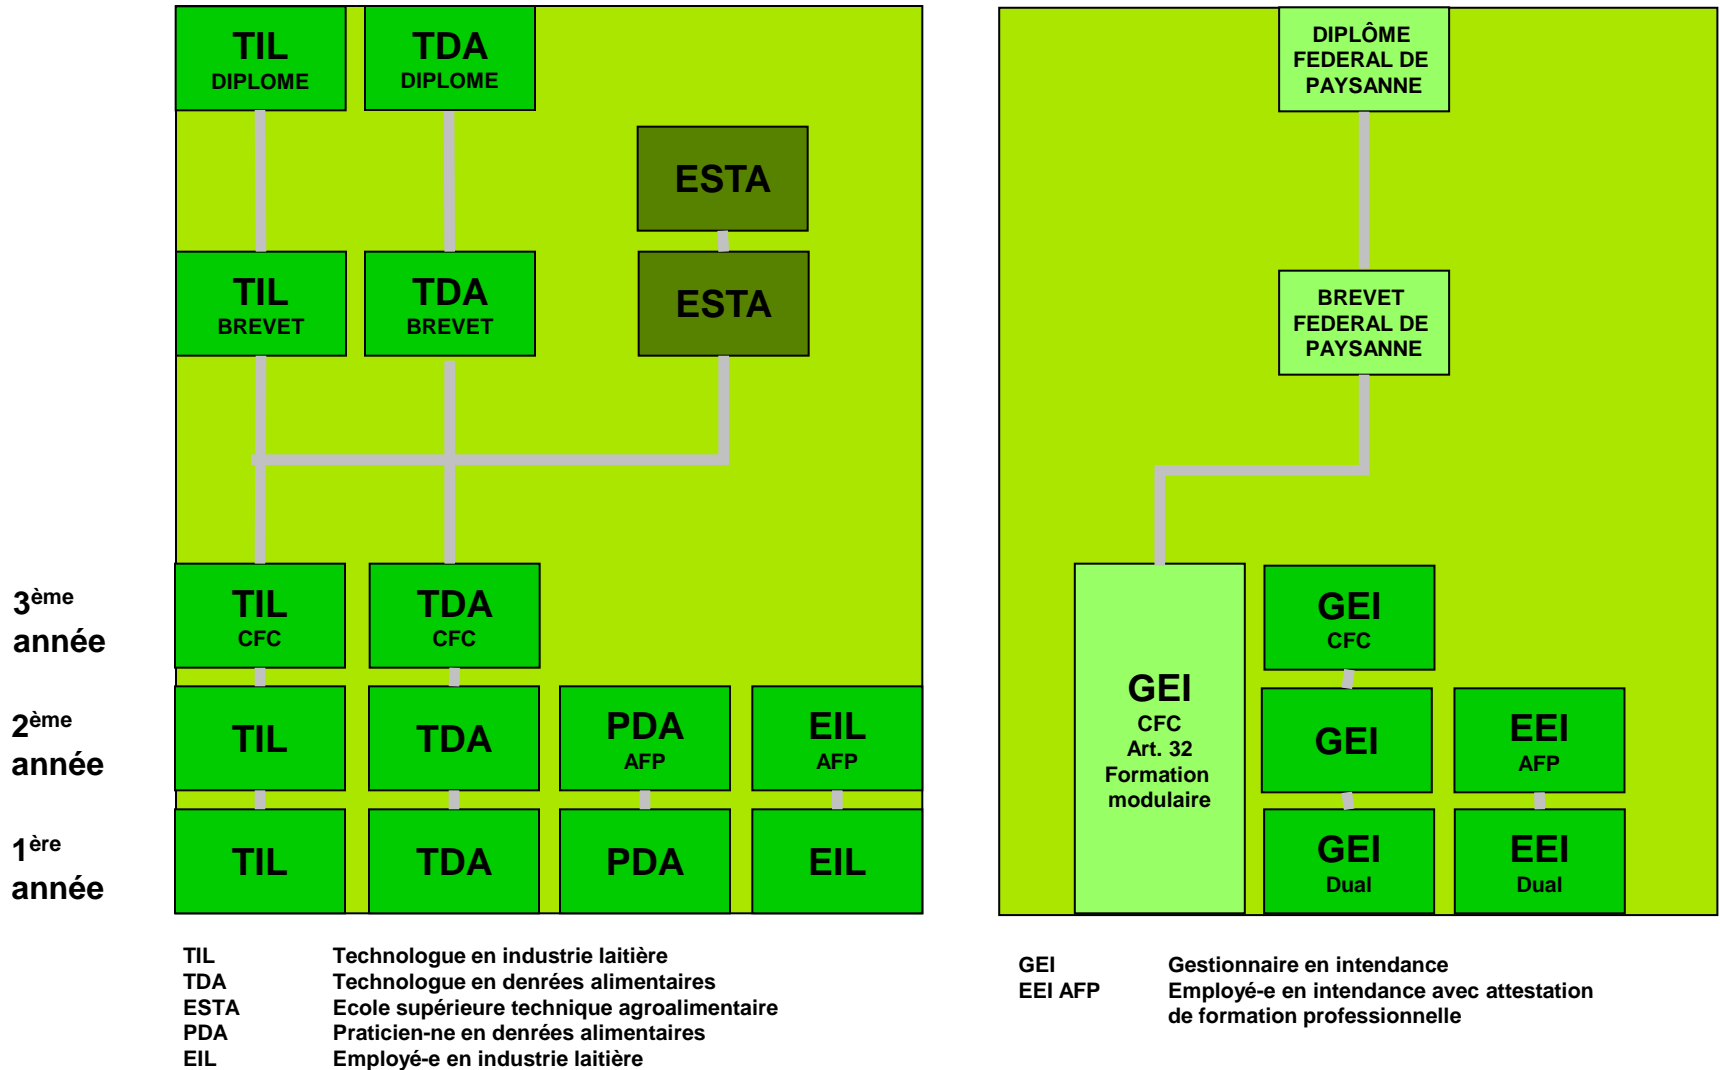 TIL
DIPLOME
TDA
DIPLOME
ESTA
TIL
BREVET
TDA
BREVET
ESTA
3ème
année
TIL
CFC
TDA
CFC
2ème
année
TIL
TDA
PDA
AFP
EIL
AFP
1ère
année
TIL
TDA
PDA
EIL
TIL Technologue en industrie laitière
TDA Technologue en denrées alimentaires
ESTA Ecole supérieure technique agroalimentaire
PDA Praticien-ne en denrées alimentaires
EIL Employé-e en industrie laitière
DIPLÔME
FEDERAL DE
PAYSANNE
BREVET
FEDERAL DE
PAYSANNE
GEI
CFC
Art. 32
Formation
modulaire
GEI
CFC
GEI
EEI
AFP
GEI
Dual
EEI
Dual
GEI Gestionnaire en intendance
EEI AFP Employé-e en intendance avec attestation
de formation professionnelle